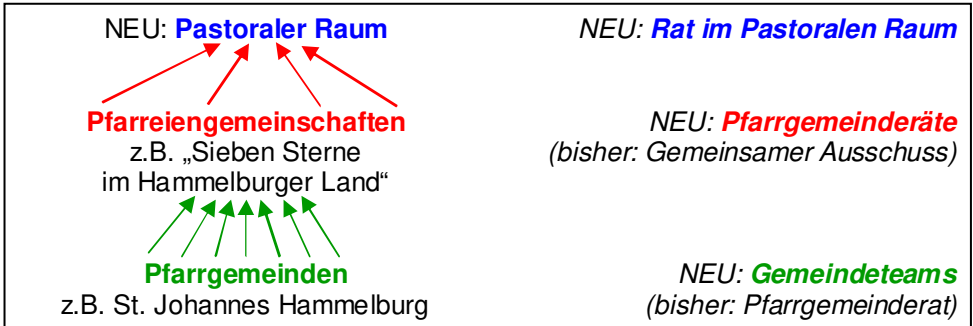 NEU: Pastoraler Raum
NEU: Rat im Pastoralen Raum
Pfarreiengemeinschaften
z.B. „Sieben Sterne
im Hammelburger Land“
NEU: Pfarrgemeinderäte
(bisher: Gemeinsamer Ausschuss)
Pfarrgemeinden
z.B. St. Johannes Hammelburg
NEU: Gemeindeteams
(bisher: Pfarrgemeinderat)